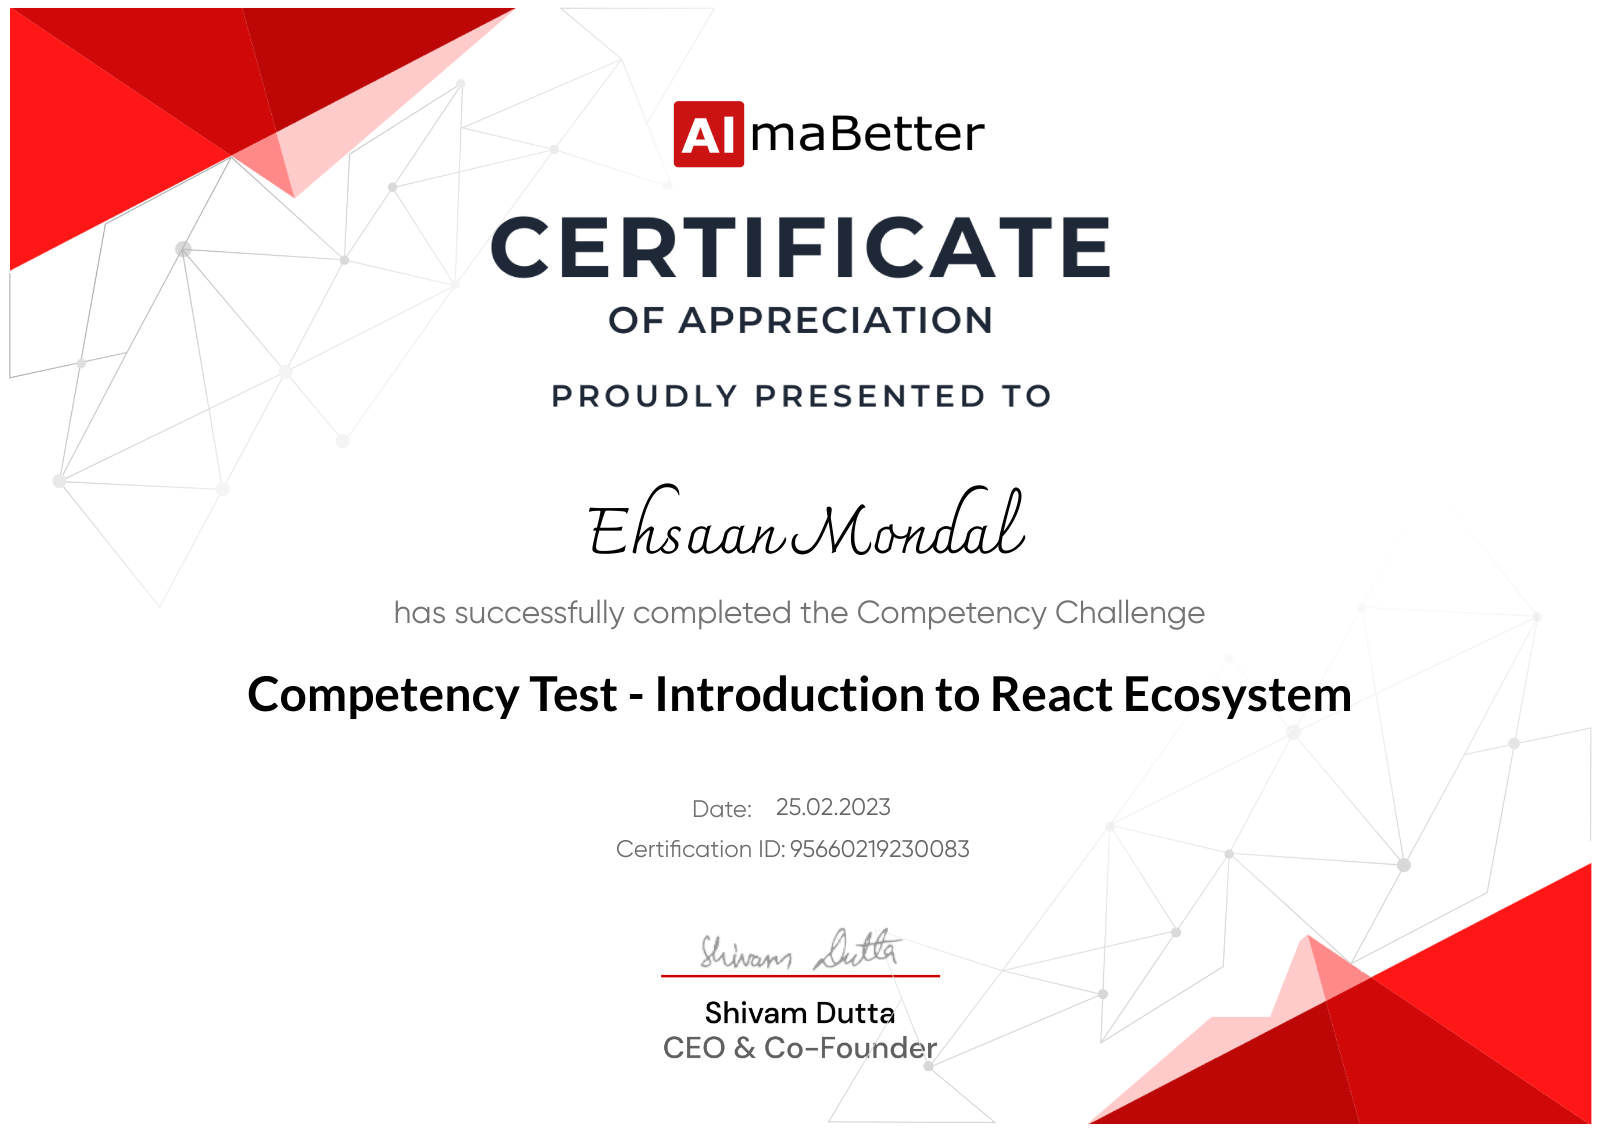 AlmaBetter
CERTIFICATE
OF APPRECIATION
PROUDLY PRESENTED TO
Ehsaan Mondal
has successfully completed the Competency Challenge
Competency Test - Introduction to React Ecosystem
Date: 25.02.2023
Certification ID: 95660219230083
Shivam Dutta
Shivam Dutta
CEO & Co-Founder